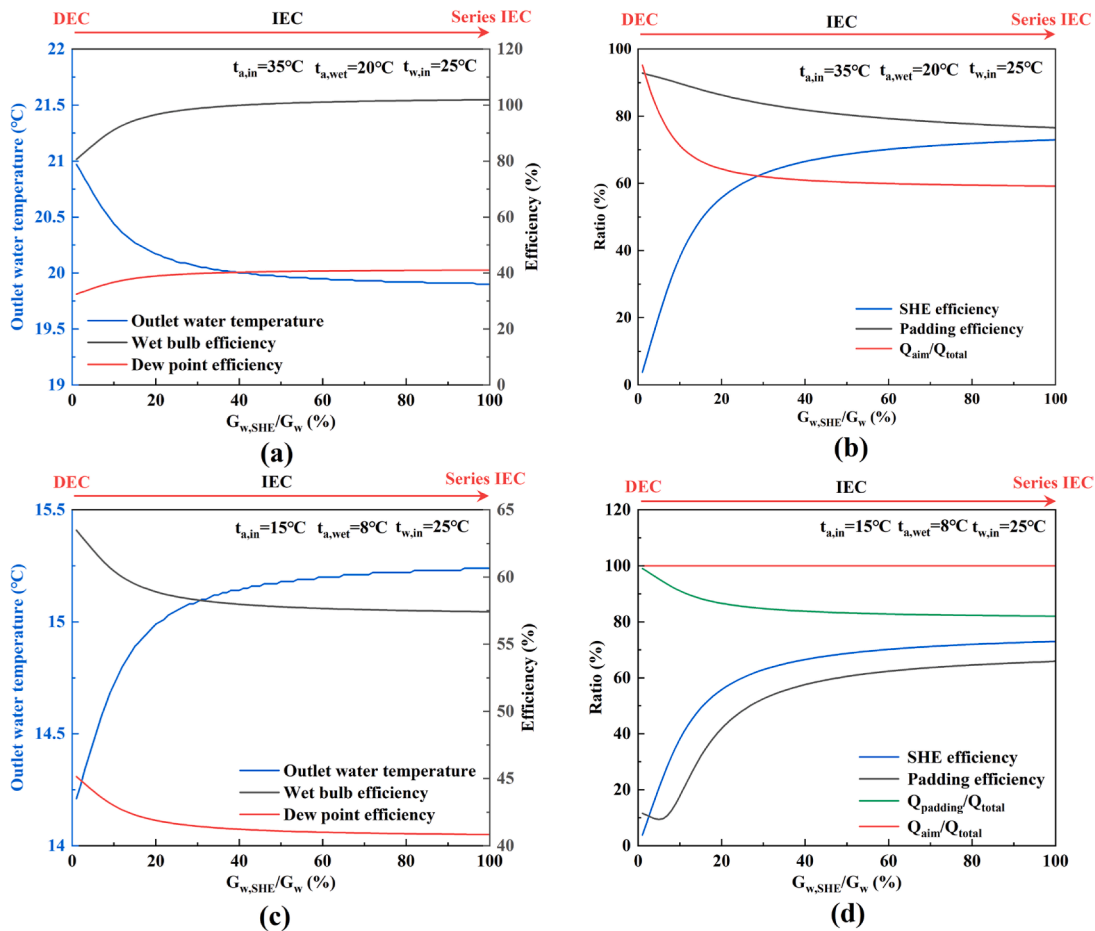 DEC IEC Series IEC
22 120
t_a,in=35℃ t_a,wet=20℃ t_w,in=25℃
21.5 100
21 80
20.5 60
20 40
19.5 20
19 0
Outlet water temperature (℃)
Efficiency (%)
Outlet water temperature
Wet bulb efficiency
Dew point efficiency
0 20 40 60 80 100
G_w,SHE/G_w (%)
(a)
DEC IEC Series IEC
100
t_a,in=35℃ t_a,wet=20℃ t_w,in=25℃
80
60
40
20
0
Ratio (%)
SHE efficiency
Padding efficiency
Q_aim/Q_total
0 20 40 60 80 100
G_w,SHE/G_w (%)
(b)
DEC IEC Series IEC
15.5 65
t_a,in=15℃ t_a,wet=8℃ t_w,in=25℃
60
15
55
50
14.5
45
14 40
Outlet water temperature (℃)
Efficiency (%)
Outlet water temperature
Wet bulb efficiency
Dew point efficiency
0 20 40 60 80 100
G_w,SHE/G_w (%)
(c)
DEC IEC Series IEC
120
t_a,in=15℃ t_a,wet=8℃ t_w,in=25℃
100
80
60
40
20
0
Ratio (%)
SHE efficiency
Padding efficiency
Q_padding/Q_total
Q_aim/Q_total
0 20 40 60 80 100
G_w,SHE/G_w (%)
(d)